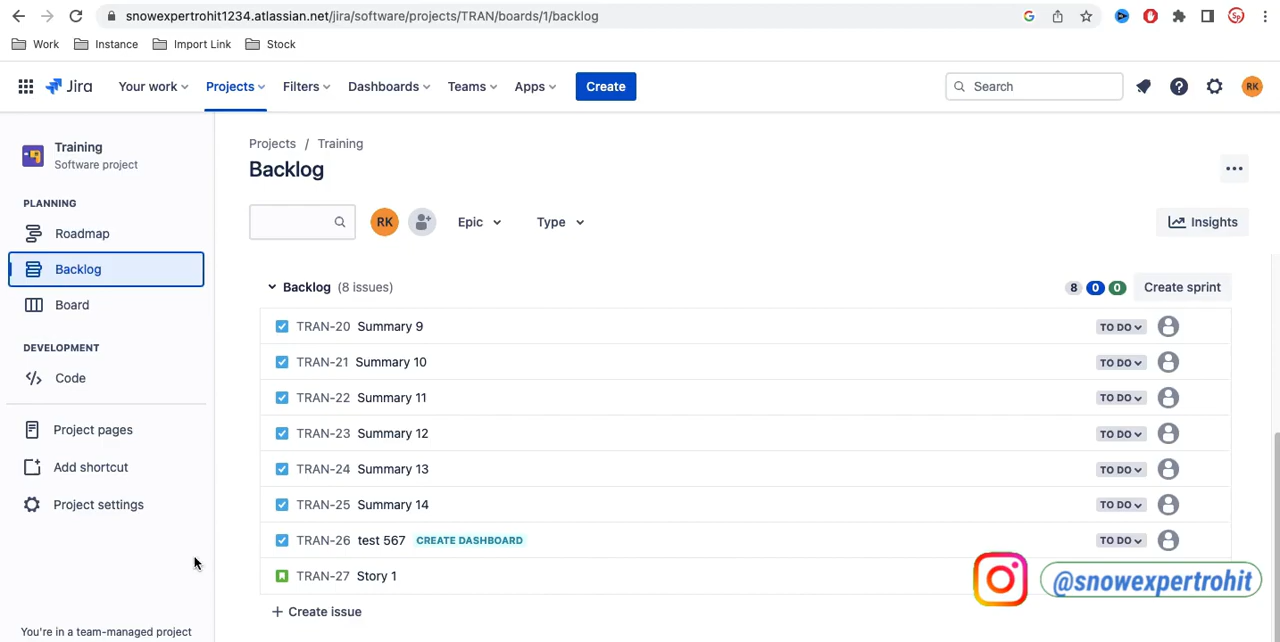 snowexpertrohit1234.atlassian.net/jira/software/projects/TRAN/boards/1/backlog
Sp
Work Instance Import Link Stock
Jira Your work Projects Filters Dashboards Teams Apps Create Search RK
Training
Software project
PLANNING
Roadmap
Backlog
Board
DEVELOPMENT
Code
Project pages
Add shortcut
Project settings
You're in a team-managed project
Projects / Training
Backlog
RK Epic Type Insights
Backlog (8 issues) 8 0 0 Create sprint
TRAN-20 Summary 9 TO DO
TRAN-21 Summary 10 TO DO
TRAN-22 Summary 11 TO DO
TRAN-23 Summary 12 TO DO
TRAN-24 Summary 13 TO DO
TRAN-25 Summary 14 TO DO
TRAN-26 test 567 CREATE DASHBOARD TO DO
TRAN-27 Story 1
@snowexpertrohit
+ Create issue